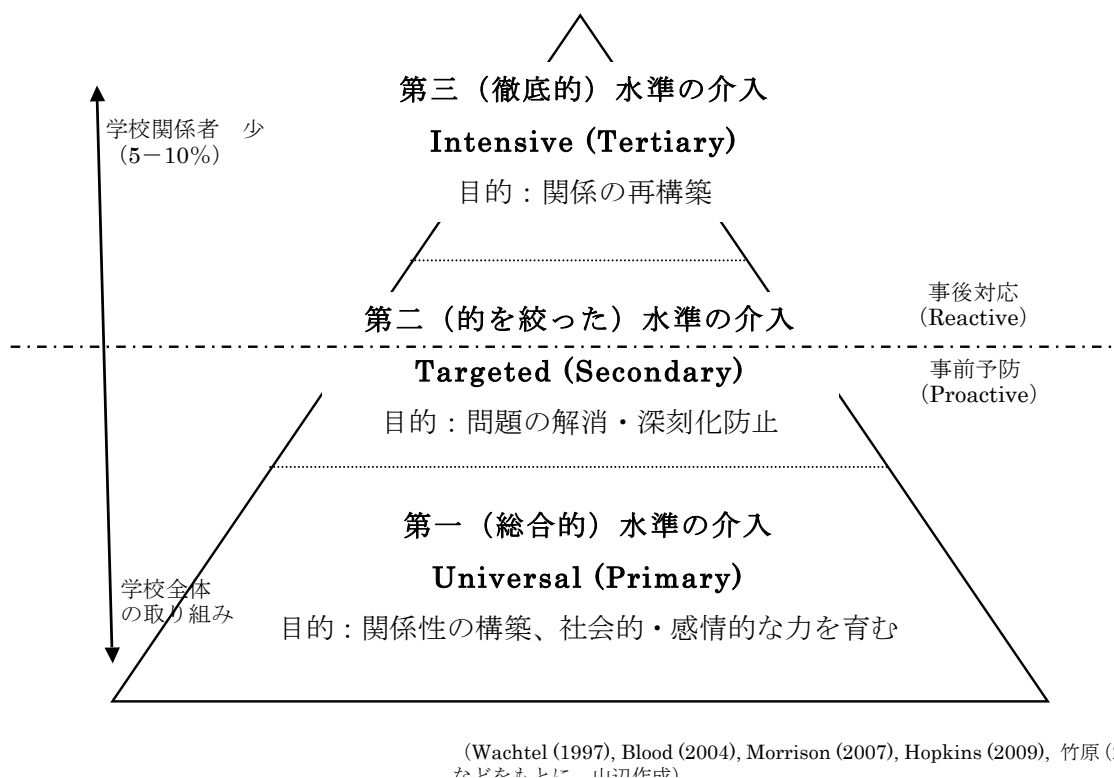 第三（徹底的）水準の介入
学校関係者　少
（5－10％）
Intensive (Tertiary)
目的：関係の再構築
事後対応
（Reactive）
第二（的を絞った）水準の介入
事前予防
（Proactive）
Targeted (Secondary)
目的：問題の解消・深刻化防止
第一（総合的）水準の介入
Universal (Primary)
学校全体
の取り組み
目的：関係性の構築、社会的・感情的な力を育む
（Wachtel (1997), Blood (2004), Morrison (2007), Hopkins (2009), 竹原
などをもとに、山辺作成）